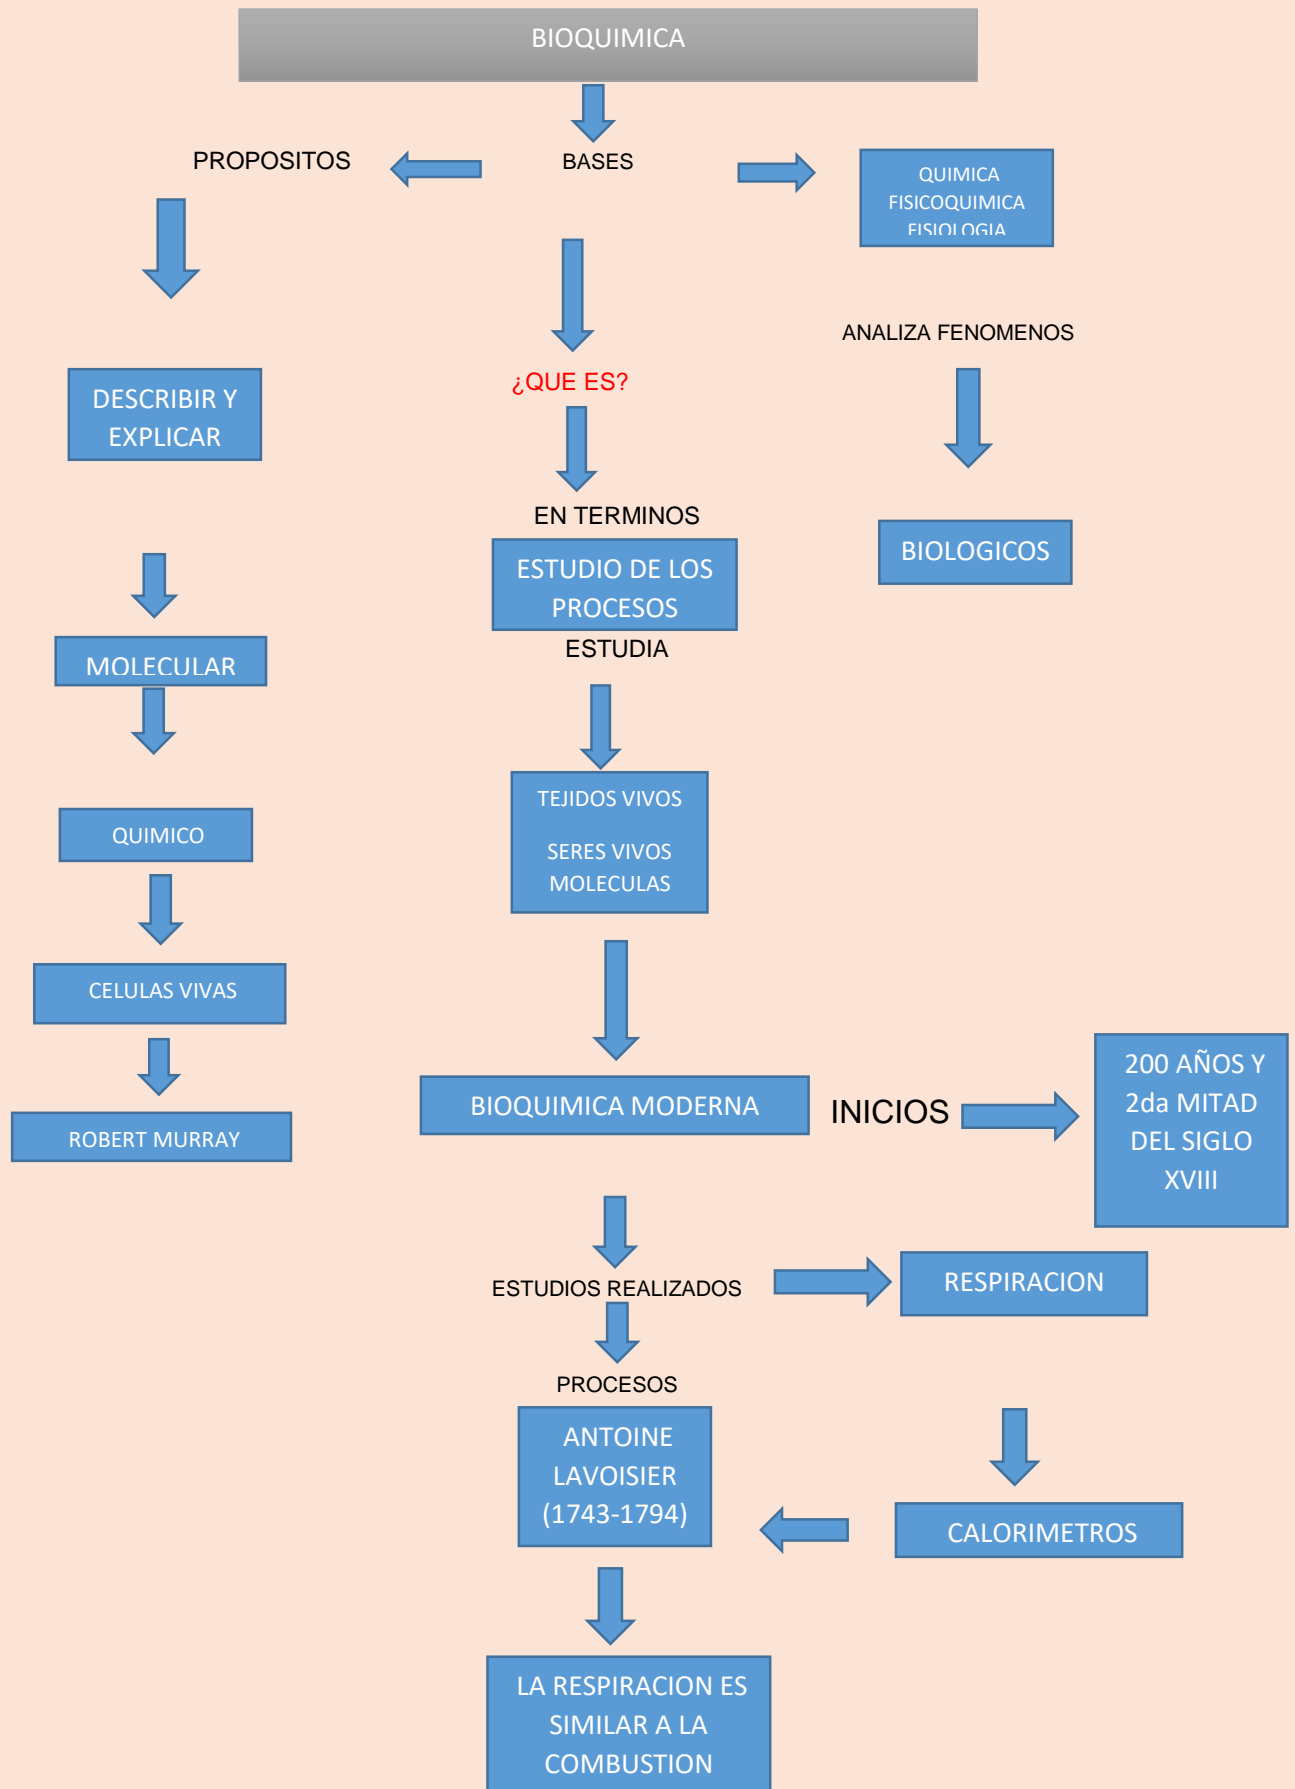 BIOQUIMICA
PROPOSITOS
BASES
QUIMICA
FISICOQUIMICA
FISIOLOGIA
ANALIZA FENOMENOS
¿QUE ES?
DESCRIBIR Y
EXPLICAR
EN TERMINOS
BIOLOGICOS
ESTUDIO DE LOS
PROCESOS
ESTUDIA
MOLECULAR
TEJIDOS VIVOS
SERES VIVOS
MOLECULAS
QUIMICO
CELULAS VIVAS
ROBERT MURRAY
BIOQUIMICA MODERNA
INICIOS
200 AÑOS Y
2da MITAD
DEL SIGLO
XVIII
ESTUDIOS REALIZADOS
RESPIRACION
PROCESOS
ANTOINE
LAVOISIER
(1743-1794)
CALORIMETROS
LA RESPIRACION ES
SIMILAR A LA
COMBUSTION